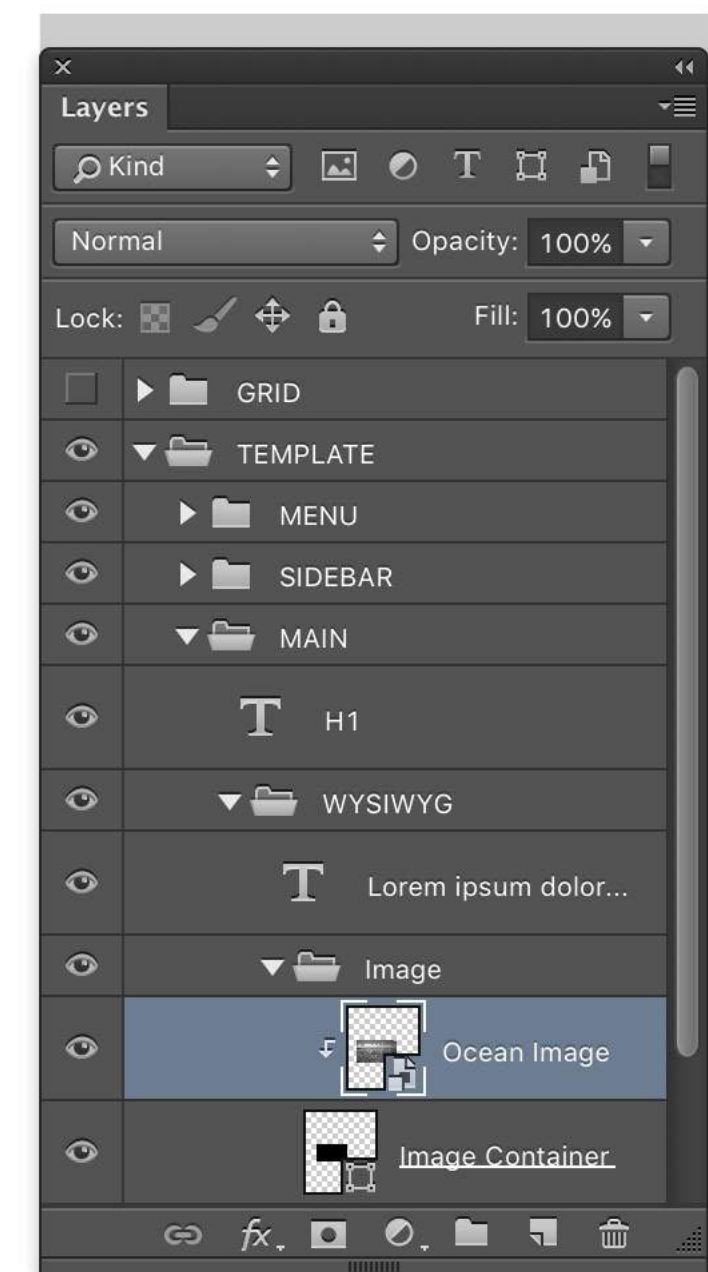 Layers
Kind
Normal Opacity: 100%
Lock: Fill: 100%
GRID
TEMPLATE
MENU
SIDEBAR
MAIN
T H1
WYSIWYG
T Lorem ipsum dolor...
Image
Ocean Image
Image Container
fx.